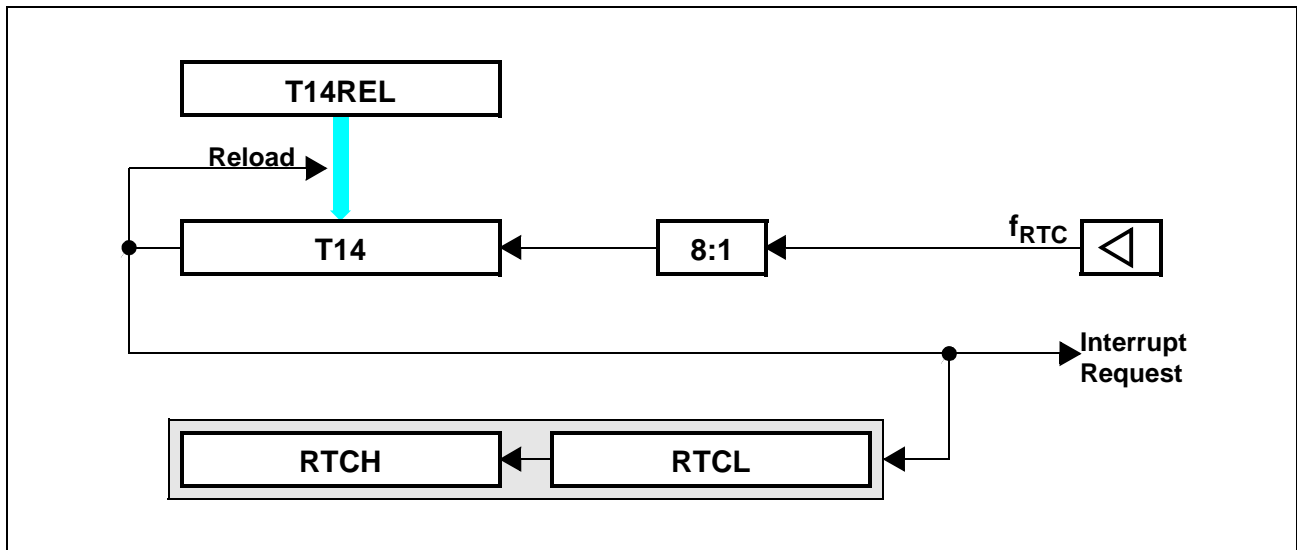 T14REL
Reload
T14
8:1
fRTC
Interrupt
Request
RTCH
RTCL